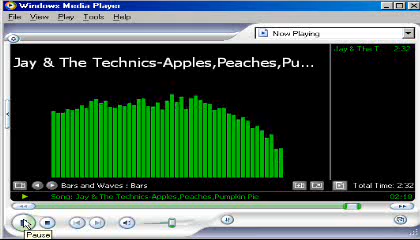 Windows Media Player
File View Play Tools Help
Now Playing
Jay & The Technics-Apples,Peaches,Pu...
Jay & The T 2:32
Bars and Waves : Bars
Total Time: 2:32
Song: Jay & The Technics-Apples,Peaches,Pumpkin Pie
02:10
Pause